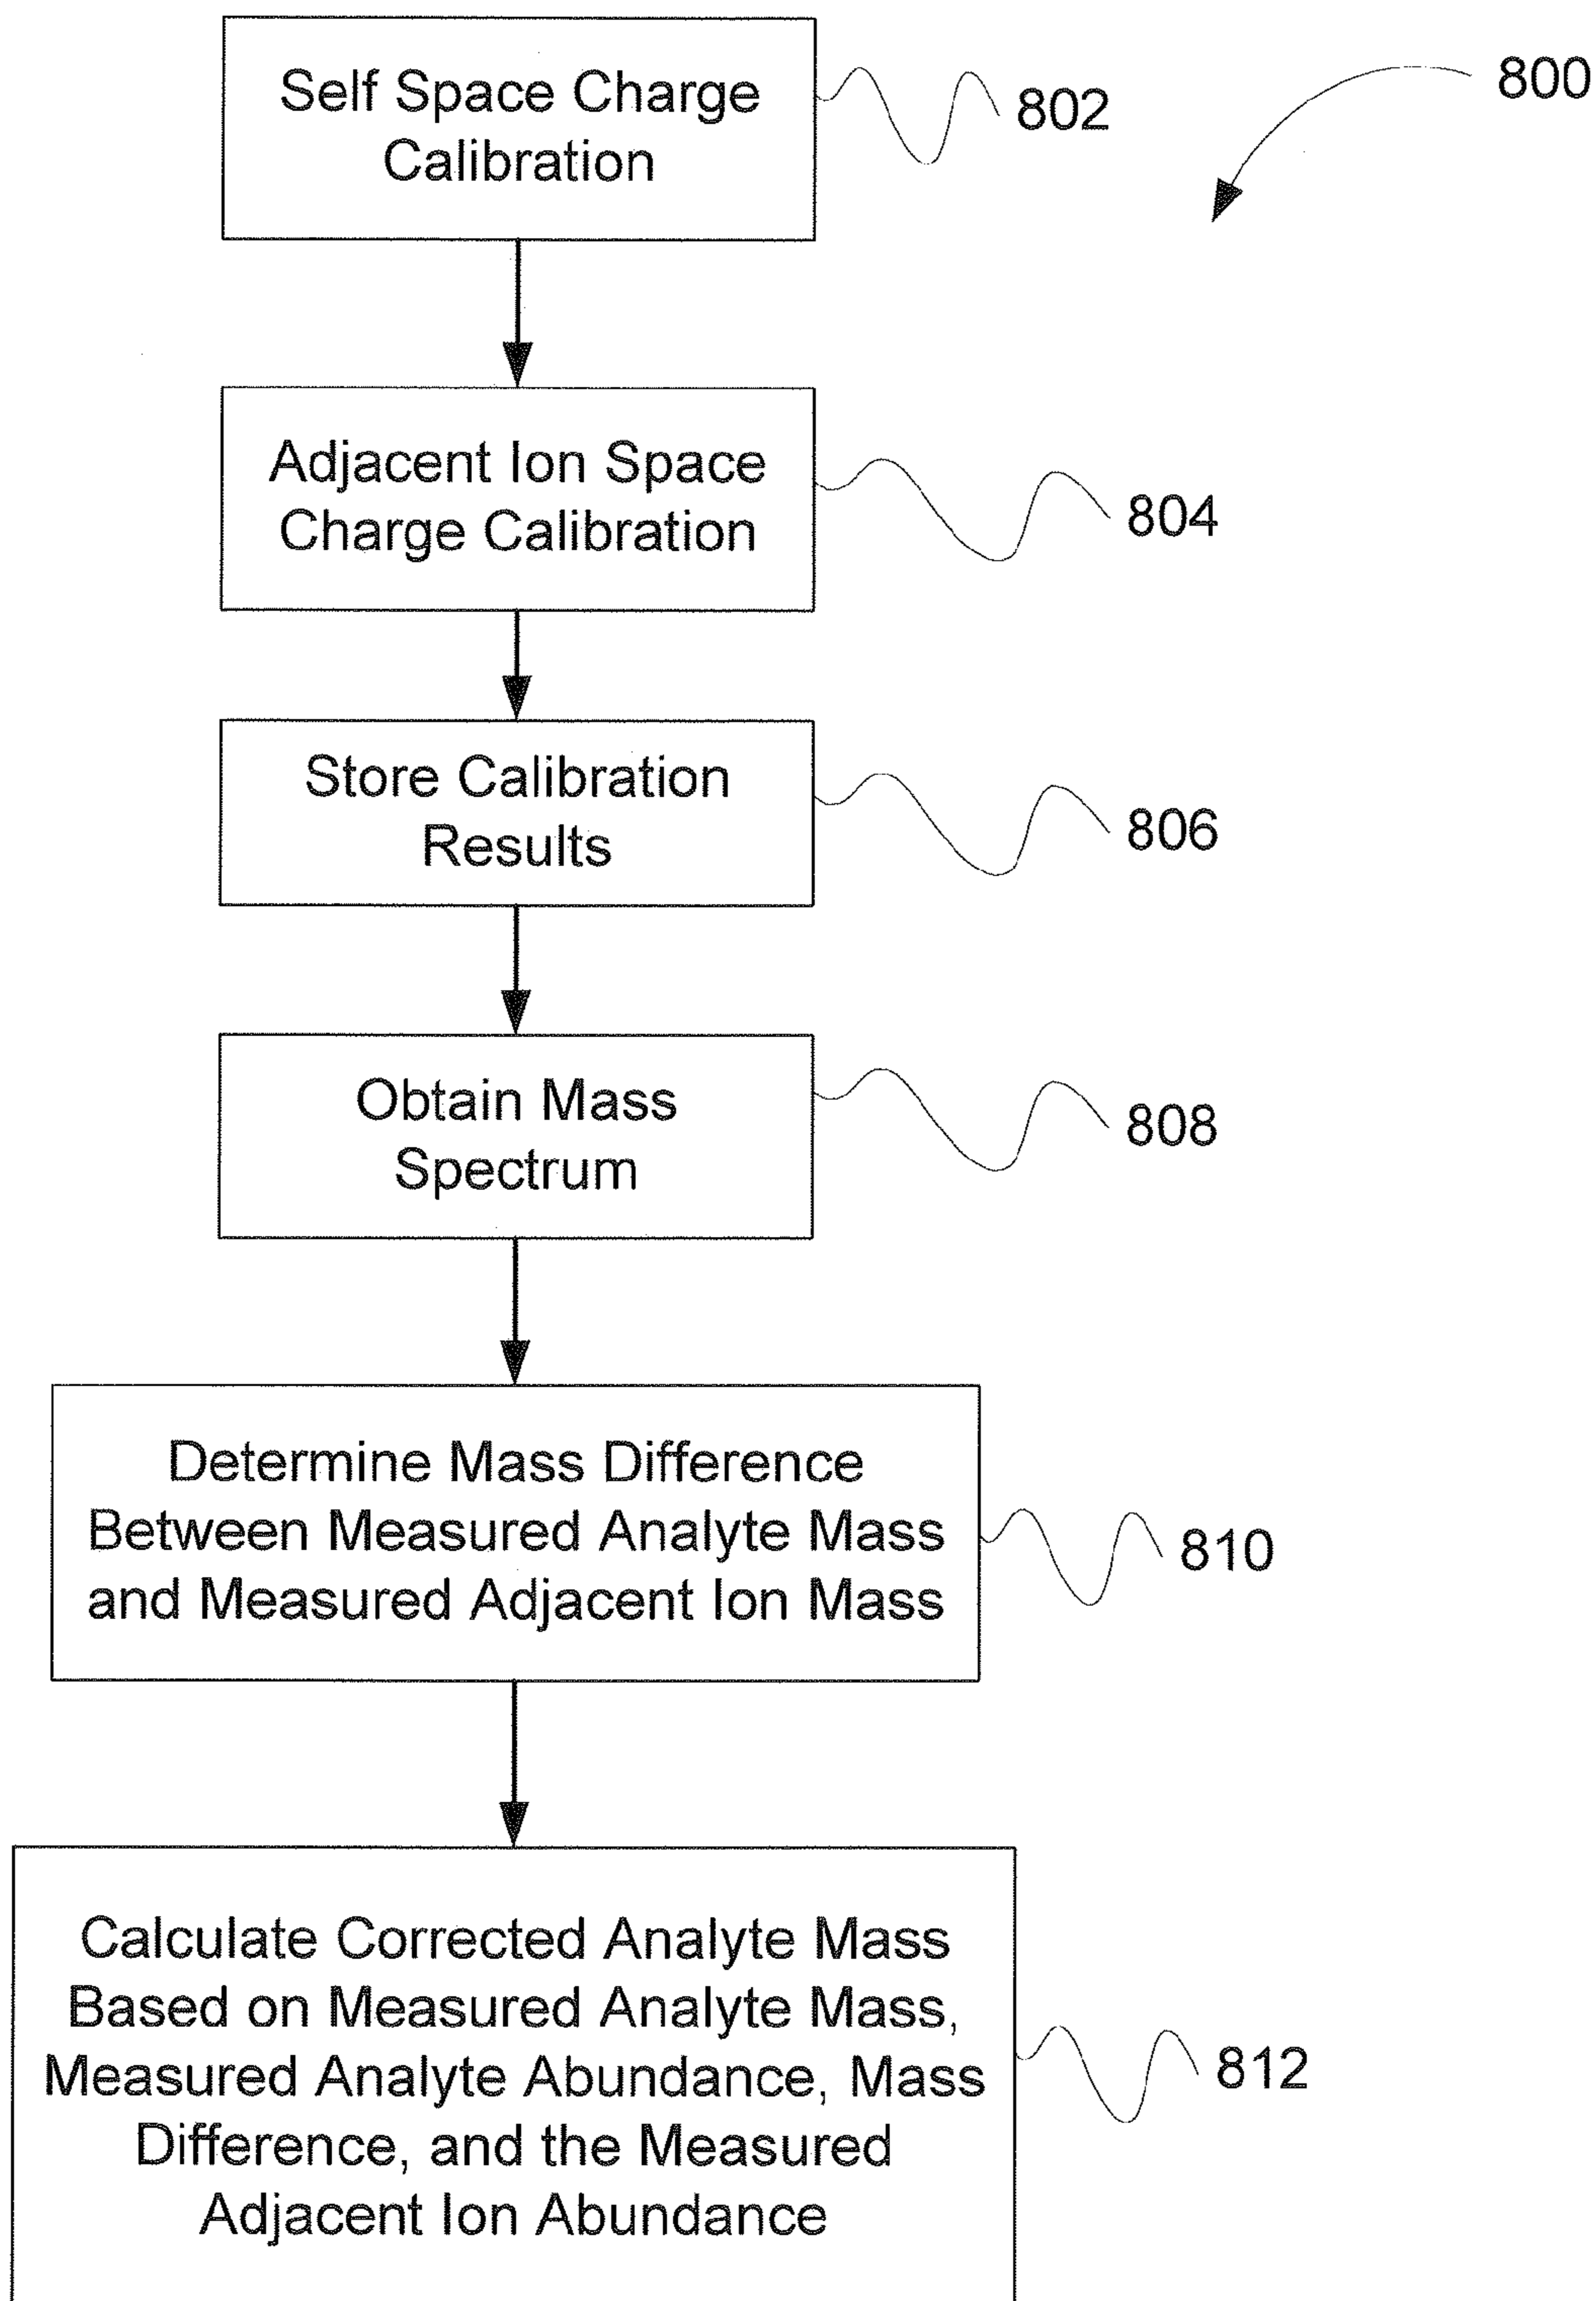 800
Self Space Charge
Calibration
802
Adjacent Ion Space
Charge Calibration
804
Store Calibration
Results
806
Obtain Mass
Spectrum
808
Determine Mass Difference
Between Measured Analyte Mass
and Measured Adjacent Ion Mass
810
Calculate Corrected Analyte Mass
Based on Measured Analyte Mass,
Measured Analyte Abundance, Mass
Difference, and the Measured
Adjacent Ion Abundance
812